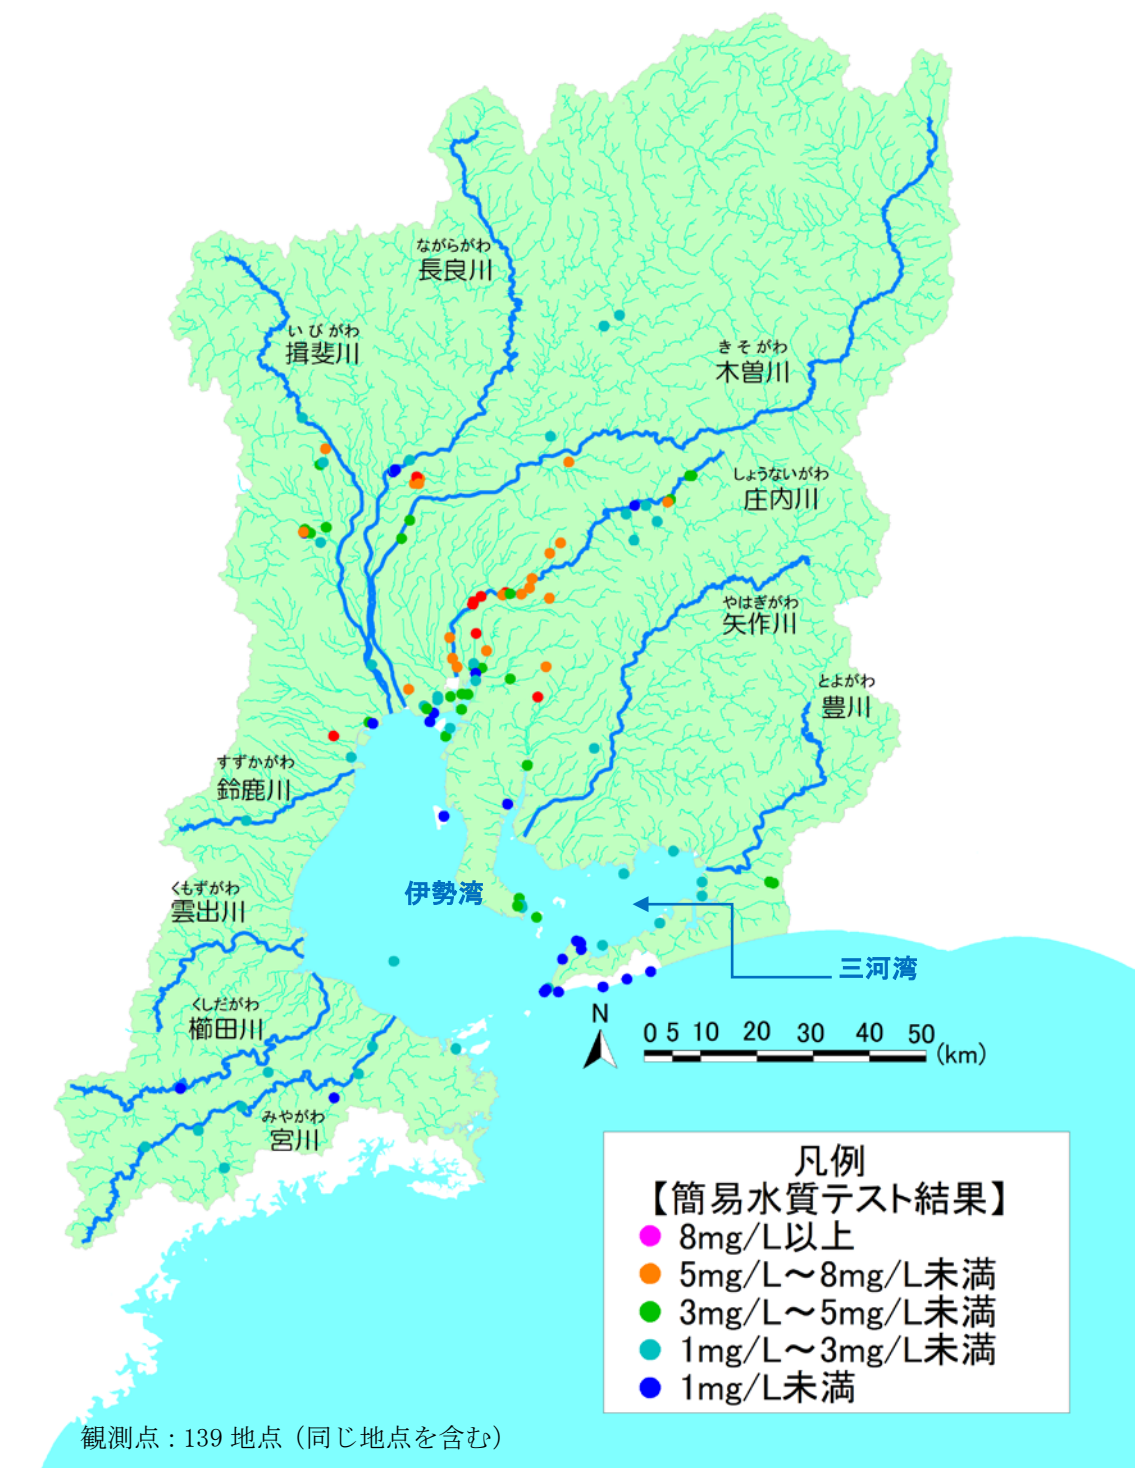 ながらがわ
長良川
いびがわ
揖斐川
きそがわ
木曽川
しょうないがわ
庄内川
やはぎがわ
矢作川
とよがわ
豊川
すずかがわ
鈴鹿川
伊勢湾
くもずがわ
雲出川
三河湾
くしだがわ
櫛田川
N
0 5 10 20 30 40 50
(km)
みやがわ
宮川
凡例
【簡易水質テスト結果】
8mg/L以上
5mg/L～8mg/L未満
3mg/L～5mg/L未満
1mg/L～3mg/L未満
1mg/L未満
観測点：139 地点（同じ地点を含む）